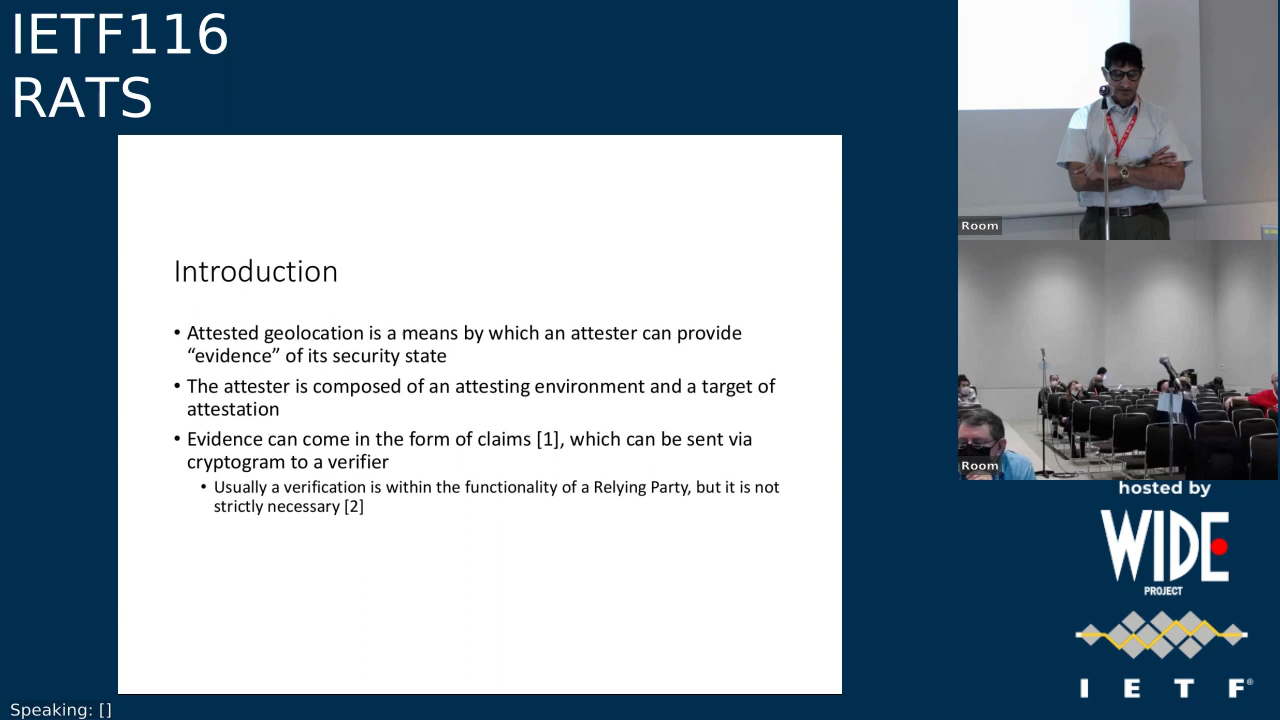 IETF116
RATS
Introduction
• Attested geolocation is a means by which an attester can provide
“evidence” of its security state
• The attester is composed of an attesting environment and a target of
attestation
• Evidence can come in the form of claims [1], which can be sent via
cryptogram to a verifier
• Usually a verification is within the functionality of a Relying Party, but it is not
strictly necessary [2]
Room
Room
hosted by
WIDE
PROJECT
I E T F®
Speaking: []